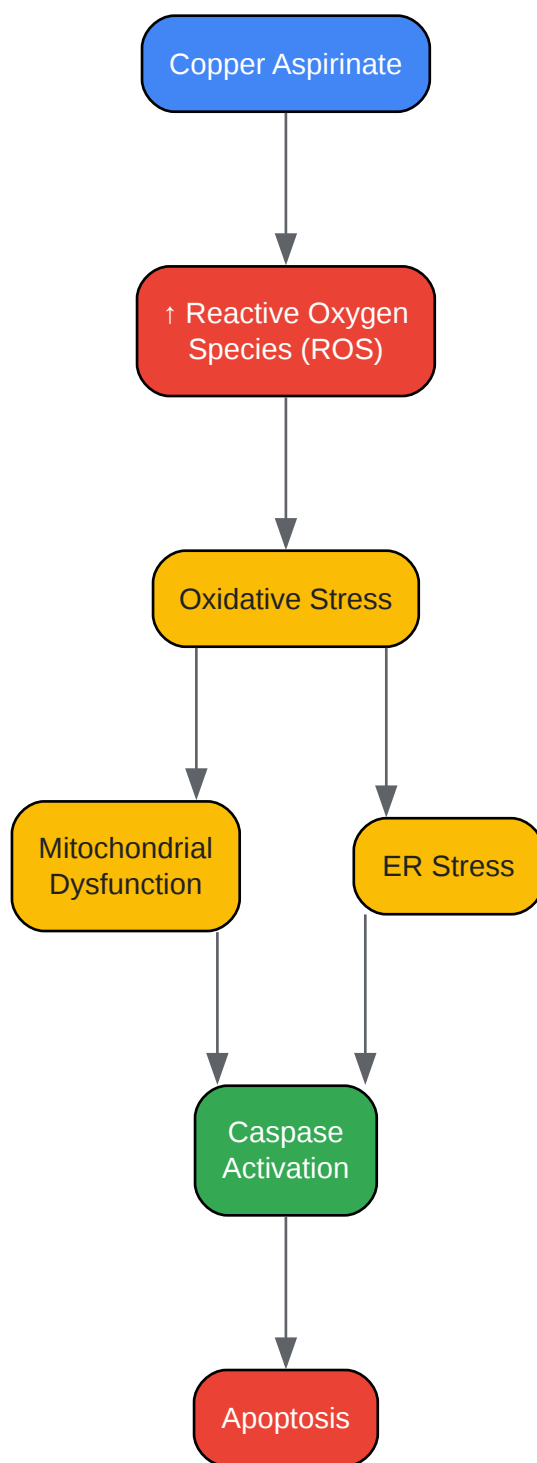 Copper Aspirinate
↑ Reactive Oxygen
Species (ROS)
Oxidative Stress
Mitochondrial
Dysfunction
ER Stress
Caspase
Activation
Apoptosis